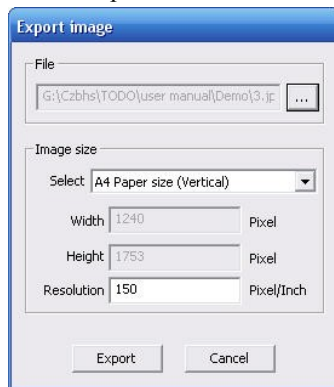 Export image
File
G:\Czbhs\TODO\user manual\Demo\3.jp
...
Image size
Select A4 Paper size (Vertical)
Width 1240 Pixel
Height 1753 Pixel
Resolution 150 Pixel/Inch
Export Cancel